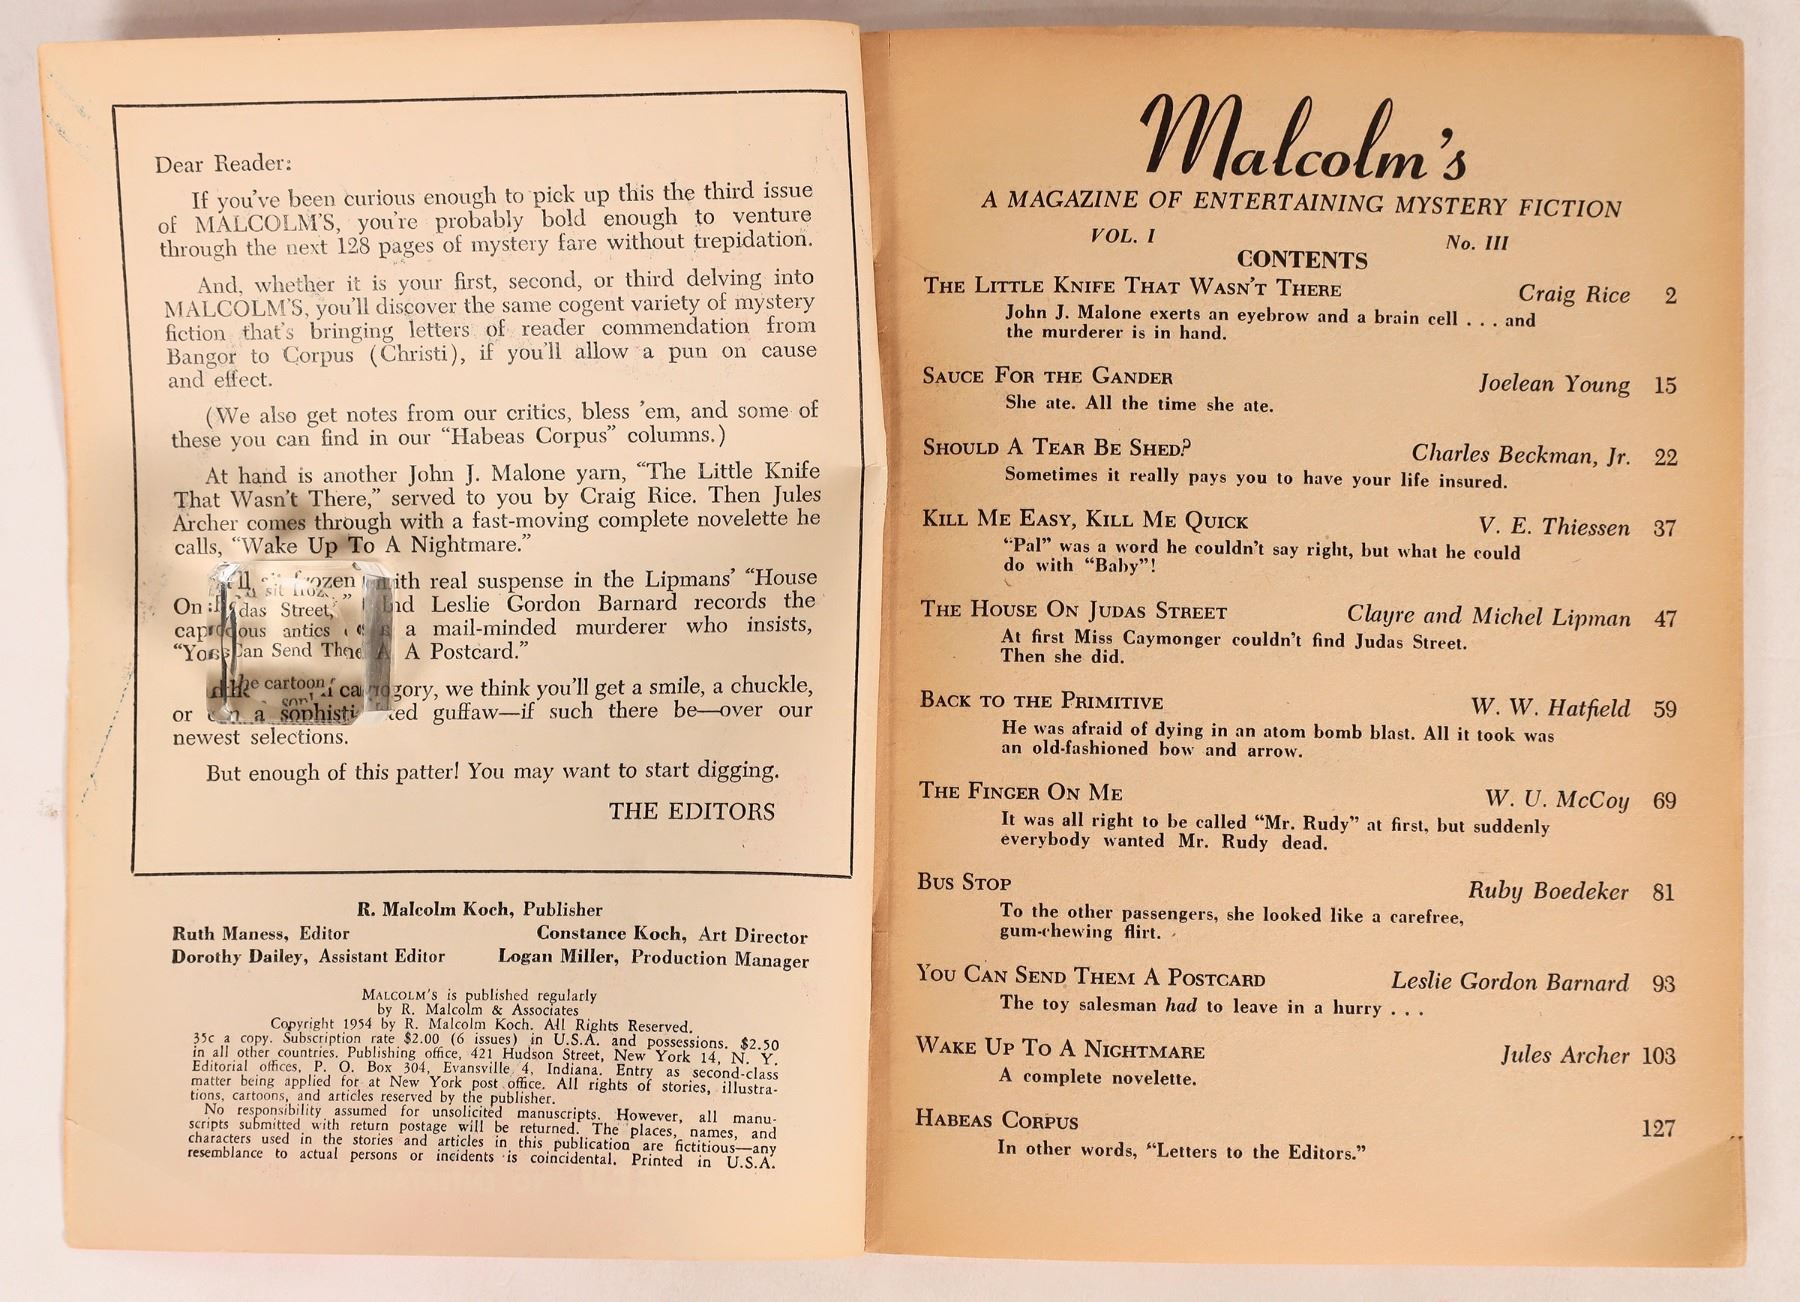 Dear Reader:
If you've been curious enough to pick up this the third issue
of MALCOLM'S, you're probably bold enough to venture
through the next 128 pages of mystery fare without trepidation.
And, whether it is your first, second, or third delving into
MALCOLM'S, you'll discover the same cogent variety of mystery
fiction that's bringing letters of reader commendation from
Bangor to Corpus (Christi), if you'll allow a pun on cause
and effect.
(We also get notes from our critics, bless 'em, and some of
these you can find in our "Habeas Corpus" columns.)
At hand is another John J. Malone yarn, "The Little Knife
That Wasn't There," served to you by Craig Rice. Then Jules
Archer comes through with a fast-moving complete novelette he
calls, "Wake Up To A Nightmare."
sit frozen with real suspense in the Lipmans' "House
On Judas Street," and Leslie Gordon Barnard records the
capricious antics a mail-minded murderer who insists,
"You Can Send Them A Postcard."
the cartoon category, we think you'll get a smile, a chuckle,
or a sophisticated guffaw—if such there be—over our
newest selections.
But enough of this patter! You may want to start digging.
THE EDITORS
R. Malcolm Koch, Publisher
Ruth Maness, Editor Constance Koch, Art Director
Dorothy Dailey, Assistant Editor Logan Miller, Production Manager
MALCOLM'S is published regularly
by R. Malcolm & Associates
Copyright 1954 by R. Malcolm Koch. All Rights Reserved.
35c a copy. Subscription rate $2.00 (6 issues) in U.S.A. and possessions. $2.50
in all other countries. Publishing office, 421 Hudson Street, New York 14, N. Y.
Editorial offices, P. O. Box 304, Evansville 4, Indiana. Entry as second-class
matter being applied for at New York post office. All rights of stories, illustra-
tions, cartoons, and articles reserved by the publisher.
No responsibility assumed for unsolicited manuscripts. However, all manu-
scripts submitted with return postage will be returned. The places, names, and
characters used in the stories and articles in this publication are fictitious—any
resemblance to actual persons or incidents is coincidental. Printed in U.S.A.
Malcolm's
A MAGAZINE OF ENTERTAINING MYSTERY FICTION
VOL. I No. III
CONTENTS
THE LITTLE KNIFE THAT WASN'T THERE Craig Rice 2
John J. Malone exerts an eyebrow and a brain cell . . . and
the murderer is in hand.
SAUCE FOR THE GANDER Joelean Young 15
She ate. All the time she ate.
SHOULD A TEAR BE SHED? Charles Beckman, Jr. 22
Sometimes it really pays you to have your life insured.
KILL ME EASY, KILL ME QUICK V. E. Thiessen 37
"Pal" was a word he couldn't say right, but what he could
do with "Baby"!
THE HOUSE ON JUDAS STREET Clayre and Michel Lipman 47
At first Miss Caymonger couldn't find Judas Street.
Then she did.
BACK TO THE PRIMITIVE W. W. Hatfield 59
He was afraid of dying in an atom bomb blast. All it took was
an old-fashioned bow and arrow.
THE FINGER ON ME W. U. McCoy 69
It was all right to be called "Mr. Rudy" at first, but suddenly
everybody wanted Mr. Rudy dead.
BUS STOP Ruby Boedeker 81
To the other passengers, she looked like a carefree,
gum-chewing flirt.
YOU CAN SEND THEM A POSTCARD Leslie Gordon Barnard 93
The toy salesman had to leave in a hurry . . .
WAKE UP TO A NIGHTMARE Jules Archer 103
A complete novelette.
HABEAS CORPUS 127
In other words, "Letters to the Editors."